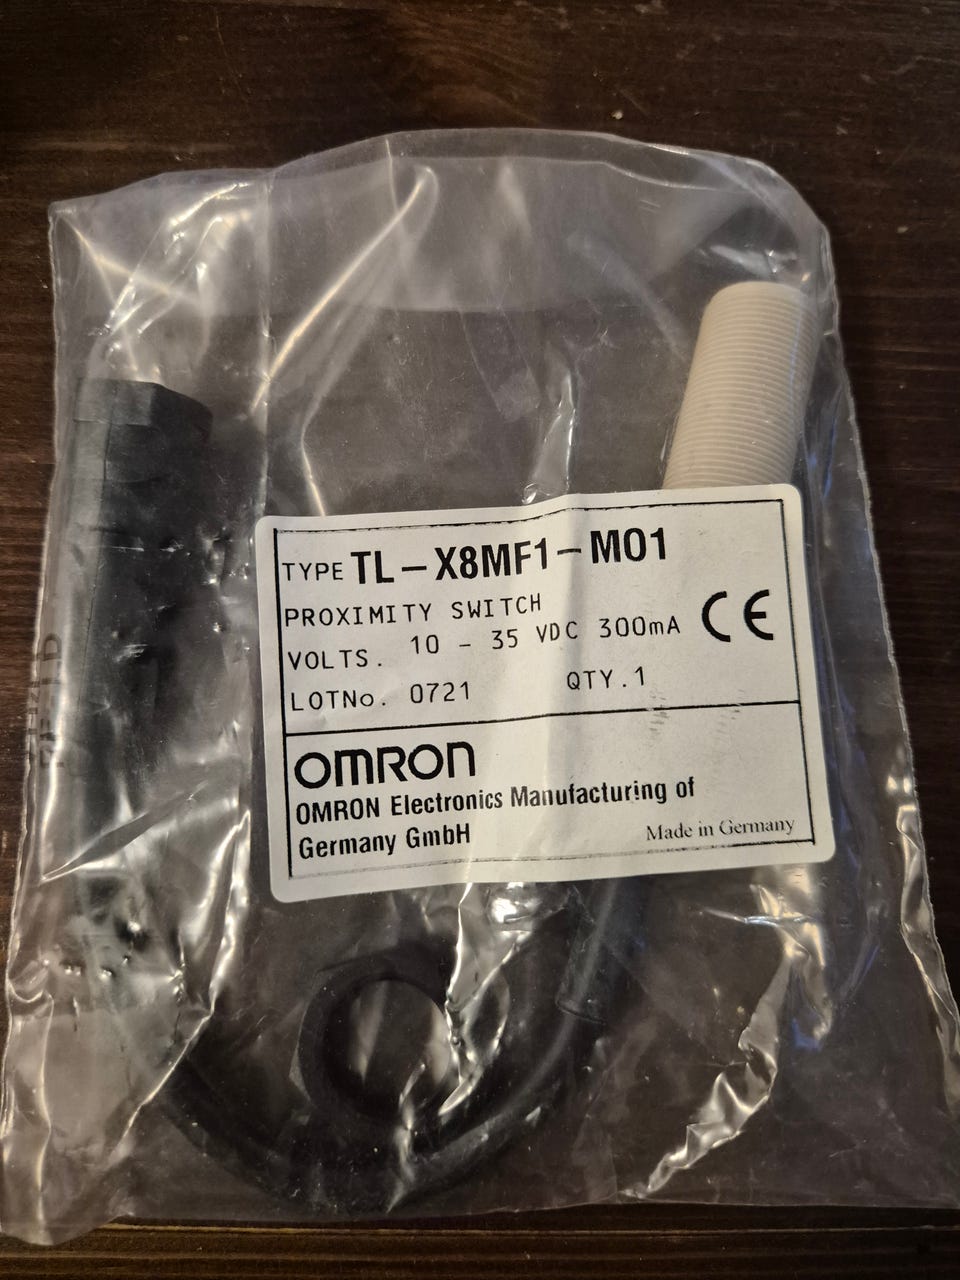 TYPE TL-X8MF1-M01
PROXIMITY SWITCH
VOLTS. 10 - 35 VDC 300mA
CE
LOTNo. 0721 QTY.1
OMRON
OMRON Electronics Manufacturing of
Germany GmbH
Made in Germany